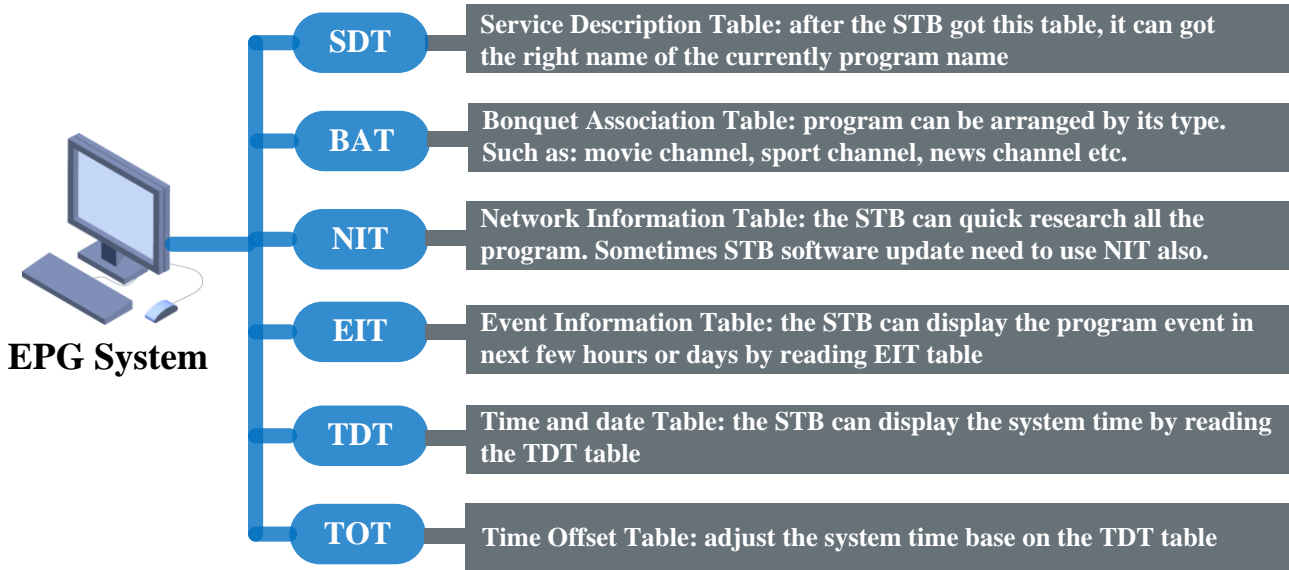 SDT
Service Description Table: after the STB got this table, it can got
the right name of the currently program name
BAT
Bonquet Association Table: program can be arranged by its type.
Such as: movie channel, sport channel, news channel etc.
NIT
Network Information Table: the STB can quick research all the
program. Sometimes STB software update need to use NIT also.
EIT
Event Information Table: the STB can display the program event in
next few hours or days by reading EIT table
EPG System
TDT
Time and date Table: the STB can display the system time by reading
the TDT table
TOT
Time Offset Table: adjust the system time base on the TDT table